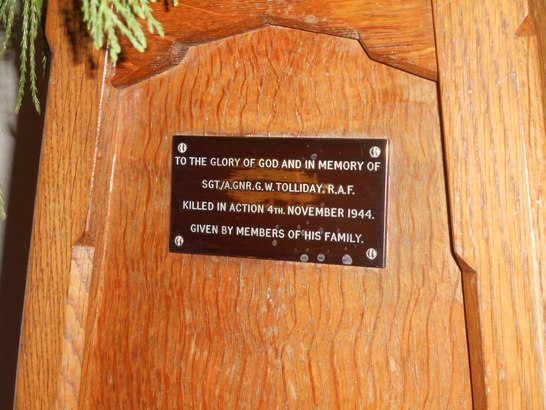 TO THE GLORY OF GOD AND IN MEMORY OF
SGT./A.GNR.G.W.TOLLIDAY. R.A.F.
KILLED IN ACTION 4TH. NOVEMBER 1944.
GIVEN BY MEMBERS OF HIS FAMILY.